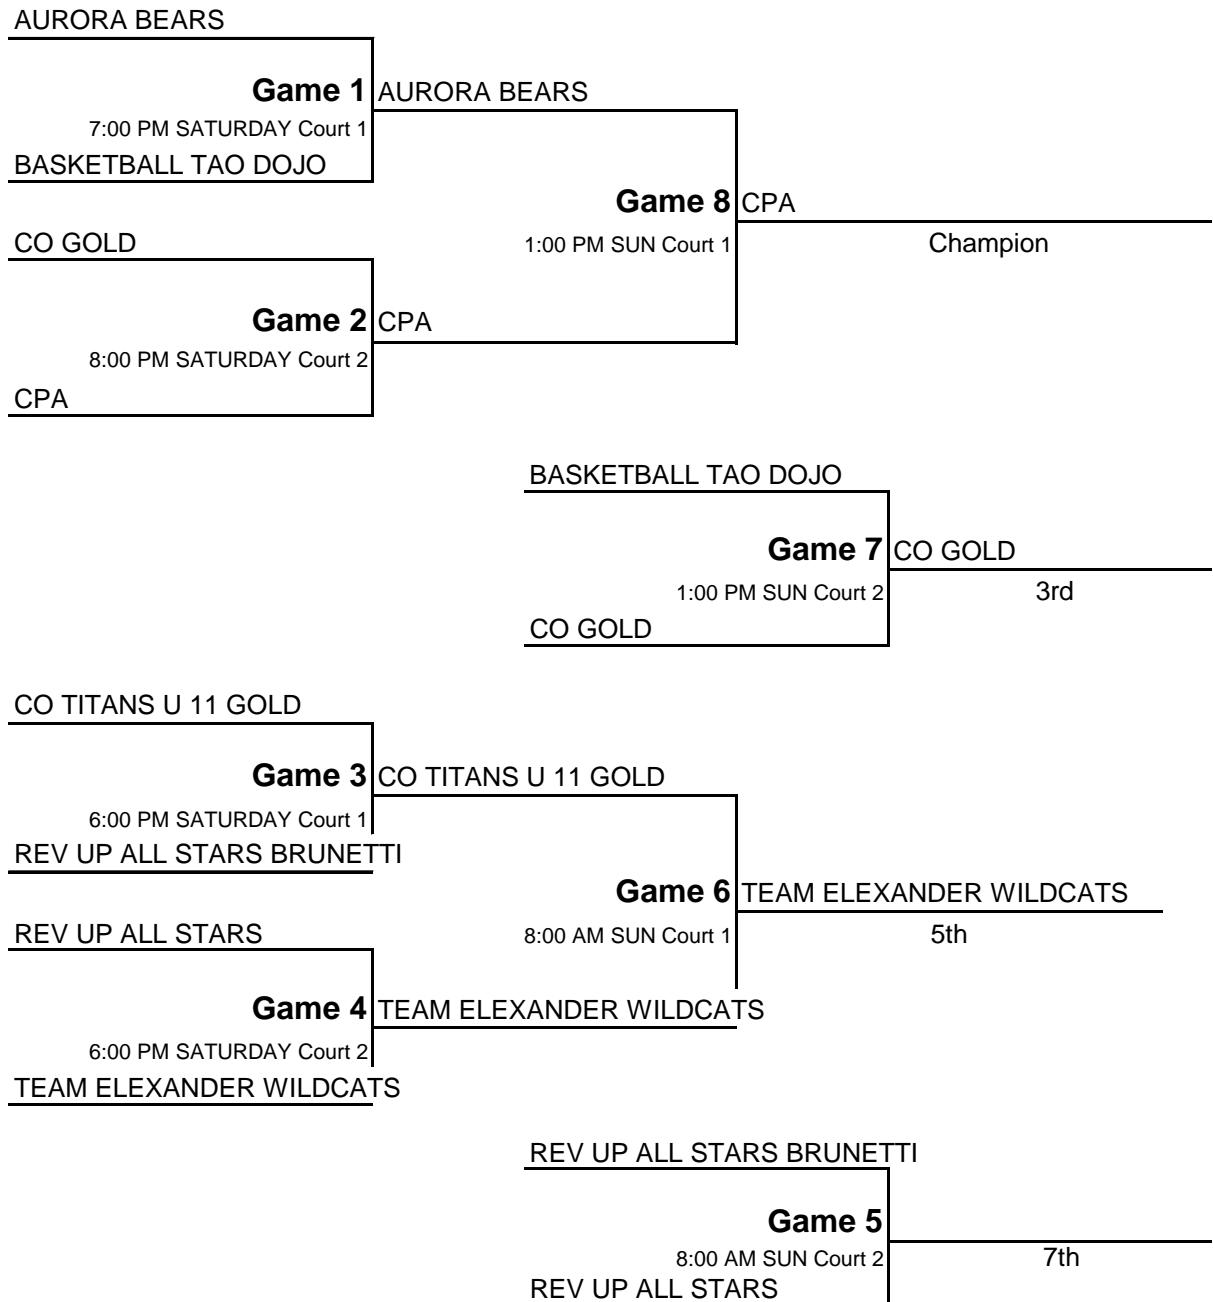 AURORA BEARS
Game 1 AURORA BEARS
7:00 PM SATURDAY Court 1
BASKETBALL TAO DOJO
Game 8 CPA
CO GOLD
1:00 PM SUN Court 1
Champion
Game 2 CPA
8:00 PM SATURDAY Court 2
CPA
BASKETBALL TAO DOJO
Game 7 CO GOLD
1:00 PM SUN Court 2
3rd
CO GOLD
CO TITANS U 11 GOLD
Game 3 CO TITANS U 11 GOLD
6:00 PM SATURDAY Court 1
REV UP ALL STARS BRUNETTI
Game 6 TEAM ELEXANDER WILDCATS
REV UP ALL STARS
8:00 AM SUN Court 1
5th
Game 4 TEAM ELEXANDER WILDCATS
6:00 PM SATURDAY Court 2
TEAM ELEXANDER WILDCATS
REV UP ALL STARS BRUNETTI
Game 5
8:00 AM SUN Court 2
7th
REV UP ALL STARS